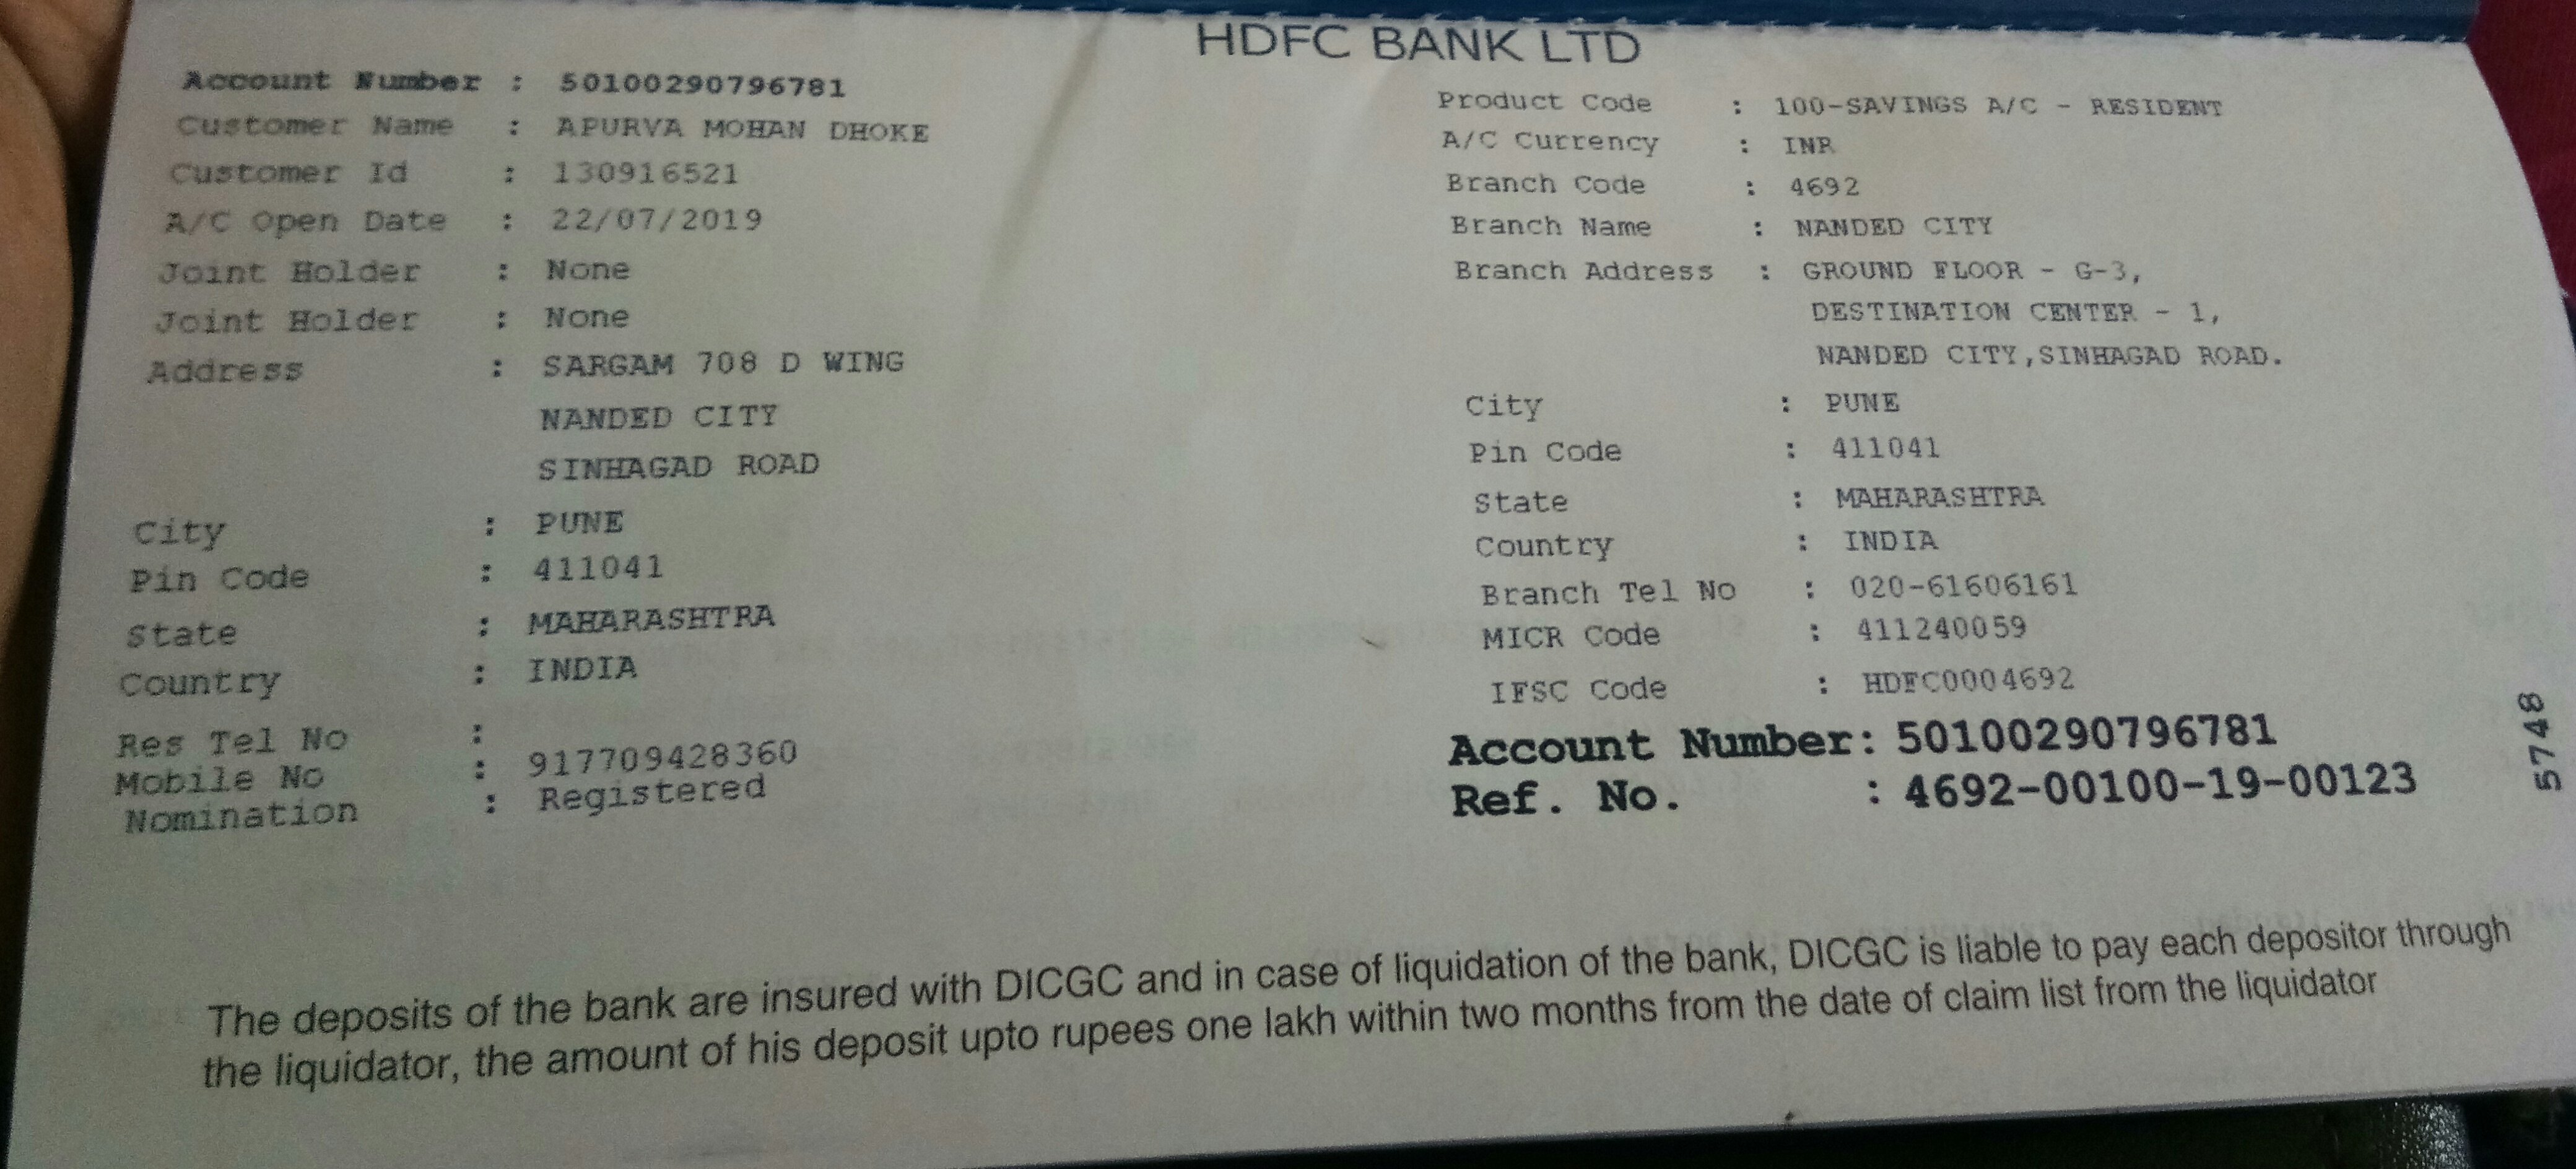 HDFC BANK LTD
Account Number : 50100290796781
Customer Name : APURVA MOHAN DHOKE
Customer Id : 130916521
A/C Open Date : 22/07/2019
Joint Holder : None
Joint Holder : None
Address : SARGAM 708 D WING
NANDED CITY
SINHAGAD ROAD
City : PUNE
Pin Code : 411041
State : MAHARASHTRA
Country : INDIA
Res Tel No :
Mobile No : 917709428360
Nomination : Registered
Product Code : 100-SAVINGS A/C - RESIDENT
A/C Currency : INR
Branch Code : 4692
Branch Name : NANDED CITY
Branch Address : GROUND FLOOR - G-3,
DESTINATION CENTER - 1,
NANDED CITY,SINHAGAD ROAD.
City : PUNE
Pin Code : 411041
State : MAHARASHTRA
Country : INDIA
Branch Tel No : 020-61606161
MICR Code : 411240059
IFSC Code : HDFC0004692
Account Number: 50100290796781
Ref. No. : 4692-00100-19-00123
5748
The deposits of the bank are insured with DICGC and in case of liquidation of the bank, DICGC is liable to pay each depositor through
the liquidator, the amount of his deposit upto rupees one lakh within two months from the date of claim list from the liquidator